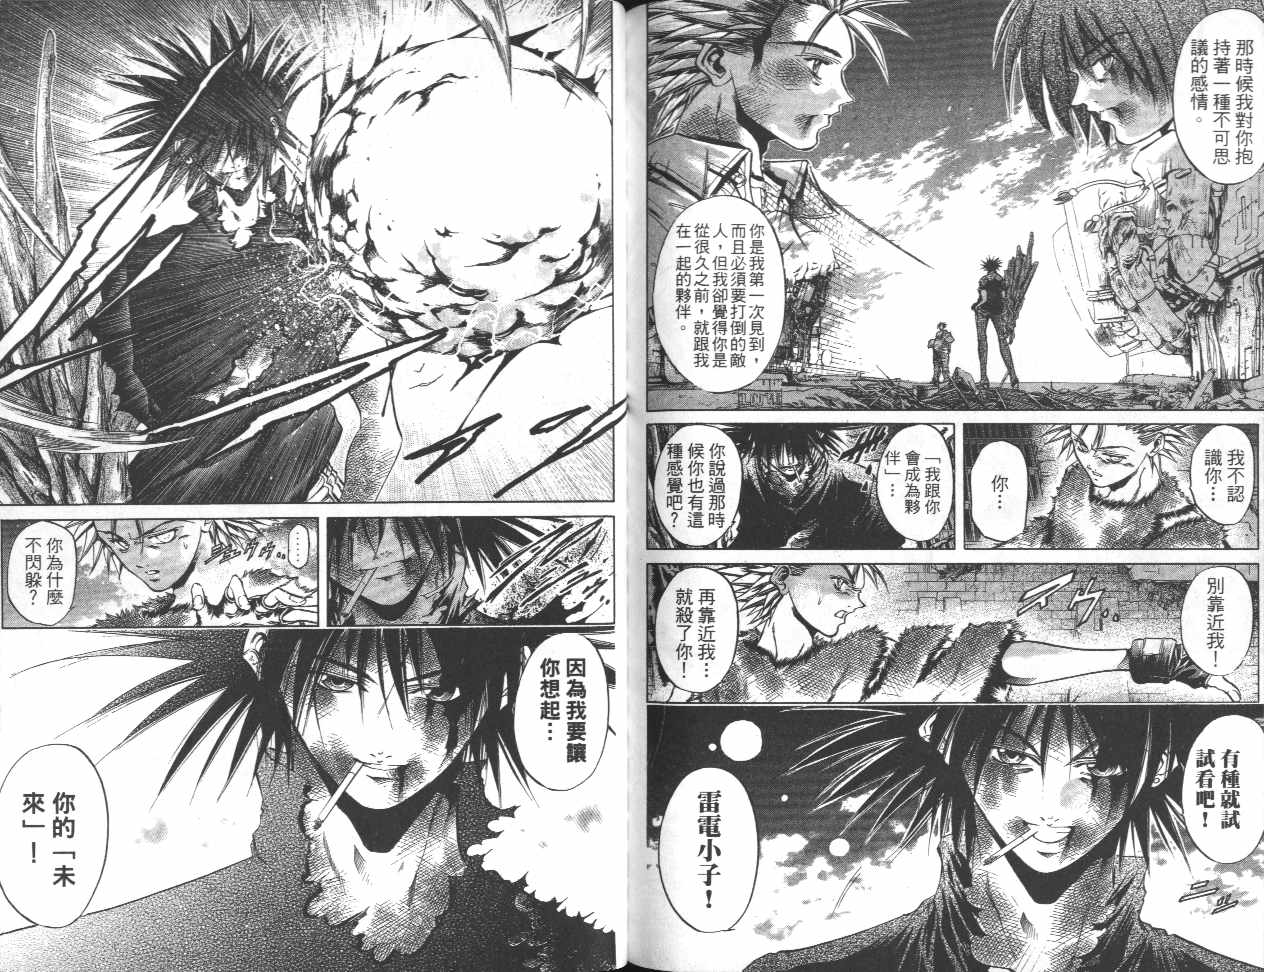 那時候我對你抱
持著一種不可思
議的感情。
你是我第一次見到，
而且必須要打倒的敵
人，但我卻覺得你是
從很久之前，就跟我
在一起的夥伴。
我不認
識你…
你…
「我跟你
會成為夥
伴」…
你說過那時
候你也有這
種感覺吧？
別靠近我！
再靠近我…
就殺了你！
有種就試
試看吧！
雷電小子！
……
你為什麼
不閃躲？
因為我要讓
你想起…
你的「未
來」！